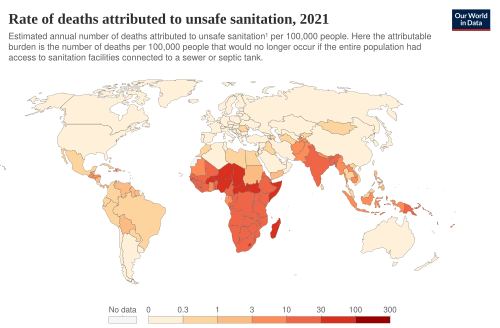 Rate of deaths attributed to unsafe sanitation, 2021
Our World
in Data
Estimated annual number of deaths attributed to unsafe sanitation¹ per 100,000 people. Here the attributable
burden is the number of deaths per 100,000 people that would no longer occur if the entire population had
access to sanitation facilities connected to a sewer or septic tank.
No data 0 0.3 1 3 10 30 100 300